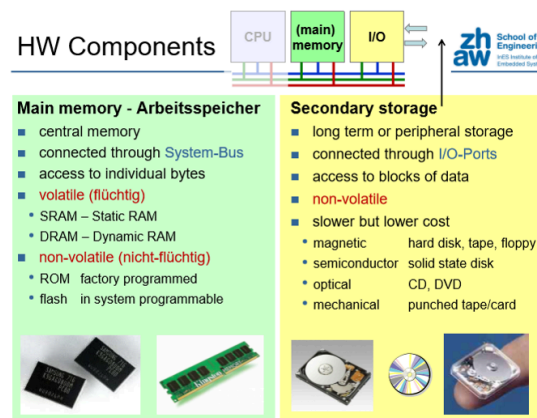 HW Components
CPU
(main)
memory
I/O
zh
aw
School of
Engineering
InES Institute of
Embedded Sys
Main memory - Arbeitsspeicher
■ central memory
■ connected through System-Bus
■ access to individual bytes
■ volatile (flüchtig)
• SRAM – Static RAM
• DRAM – Dynamic RAM
■ non-volatile (nicht-flüchtig)
• ROM factory programmed
• flash in system programmable
Secondary storage
■ long term or peripheral storage
■ connected through I/O-Ports
■ access to blocks of data
■ non-volatile
■ slower but lower cost
• magnetic hard disk, tape, floppy
• semiconductor solid state disk
• optical CD, DVD
• mechanical punched tape/card